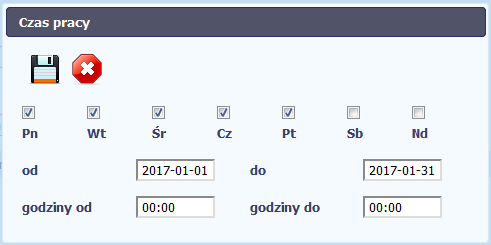 Czas pracy
Pn Wt Śr Cz Pt Sb Nd
od 2017-01-01 do 2017-01-31
godziny od 00:00 godziny do 00:00